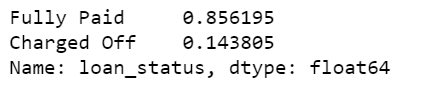 Fully Paid     0.856195
Charged Off    0.143805
Name: loan_status, dtype: float64